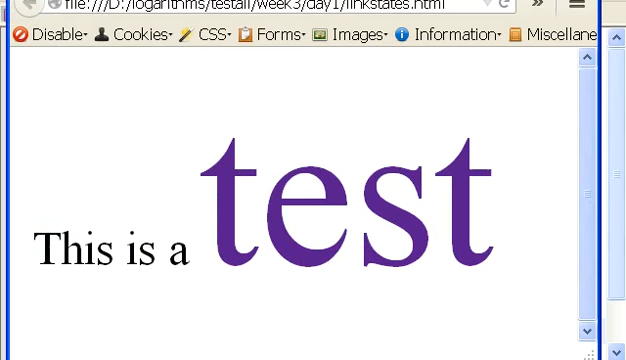 file:///D:/logarithms/testall/week3/day1/linkstates.html
Disable Cookies CSS Forms Images Information Miscellane
This is a test